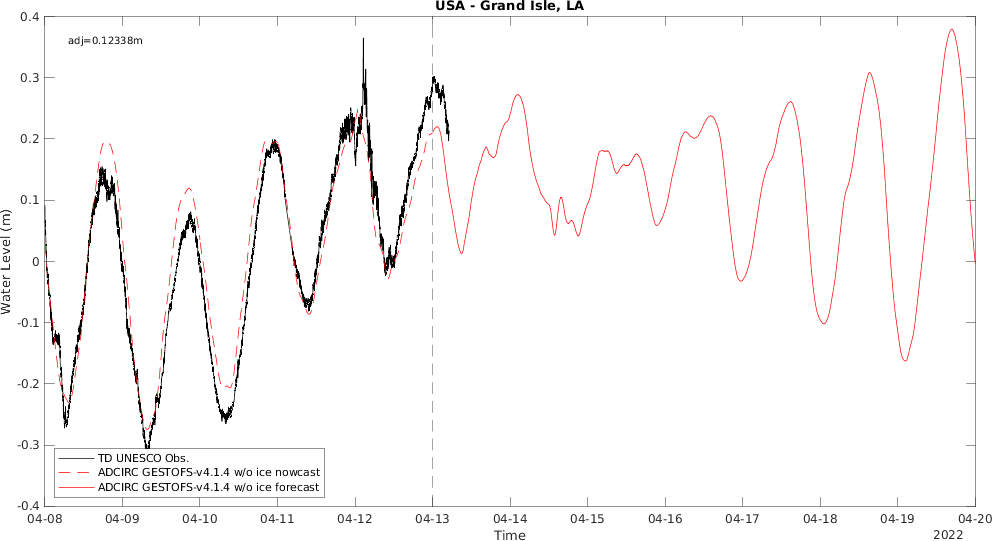 USA - Grand Isle, LA
adj=0.12338m
0.4
0.3
0.2
0.1
0
-0.1
-0.2
-0.3
-0.4
Water Level (m)
TD UNESCO Obs.
ADCIRC GESTOFS-v4.1.4 w/o ice nowcast
ADCIRC GESTOFS-v4.1.4 w/o ice forecast
04-08 04-09 04-10 04-11 04-12 04-13 04-14 04-15 04-16 04-17 04-18 04-19 04-20
Time
2022